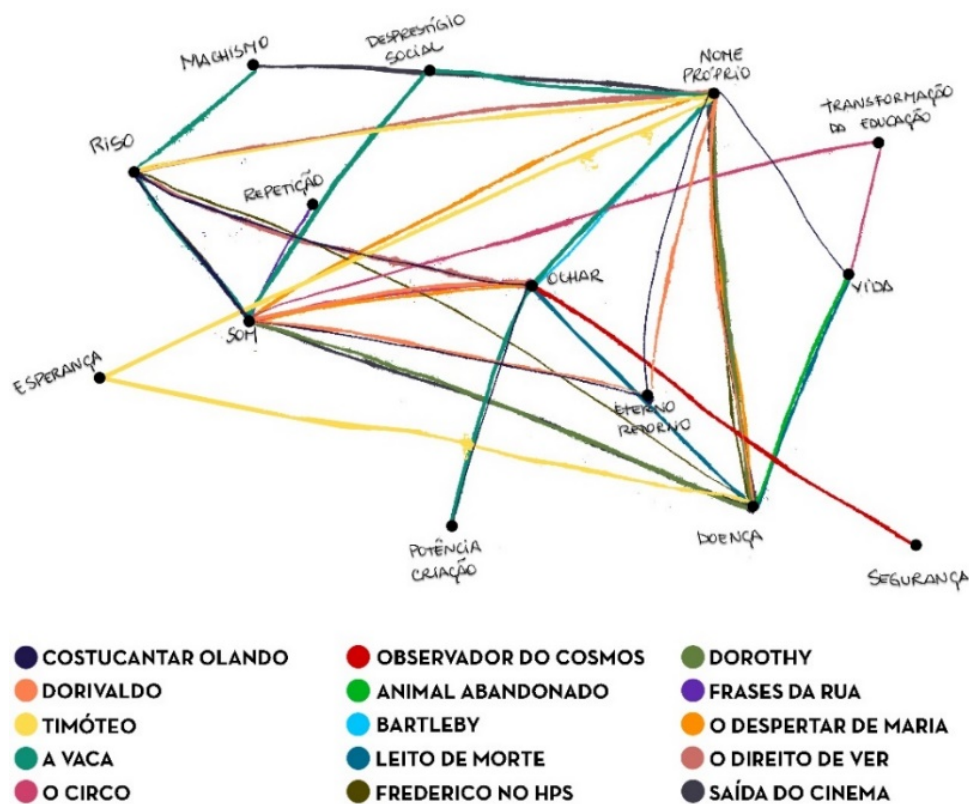 MACHISMO
DESPRESTÍGIO
SOCIAL
NOME
PRÓPRIO
TRANSFORMAÇÃO
DA EDUCAÇÃO
RISO
REPETIÇÃO
OLHAR
VIDA
SOM
ESPERANÇA
ETERNO
RETORNO
POTÊNCIA
CRIAÇÃO
DOENÇA
SEGURANÇA
COSTUCANTAR OLANDO
DORIVALDO
TIMÓTEO
A VACA
O CIRCO
OBSERVADOR DO COSMOS
ANIMAL ABANDONADO
BARTLEBY
LEITO DE MORTE
FREDERICO NO HPS
DOROTHY
FRASES DA RUA
O DESPERTAR DE MARIA
O DIREITO DE VER
SAÍDA DO CINEMA